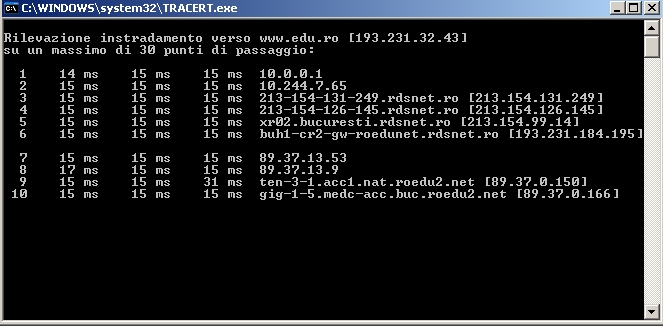 C:\WINDOWS\system32\TRACERT.exe
Rilevazione instradamento verso www.edu.ro [193.231.32.43]
su un massimo di 30 punti di passaggio:
1 14 ms 15 ms 15 ms 10.0.0.1
2 15 ms 15 ms 15 ms 10.244.7.65
3 15 ms 15 ms 15 ms 213-154-131-249.rdsnet.ro [213.154.131.249]
4 15 ms 15 ms 15 ms 213-154-126-145.rdsnet.ro [213.154.126.145]
5 15 ms 15 ms 15 ms xr02.bucuresti.rdsnet.ro [213.154.99.14]
6 15 ms 15 ms 15 ms buh1-cr2-gw-roedunet.rdsnet.ro [193.231.184.195]
7 15 ms 15 ms 15 ms 89.37.13.53
8 17 ms 15 ms 15 ms 89.37.13.9
9 15 ms 15 ms 31 ms ten-3-1.acc1.nat.roedu2.net [89.37.0.150]
10 15 ms 15 ms 15 ms gig-1-5.medc-acc.buc.roedu2.net [89.37.0.166]